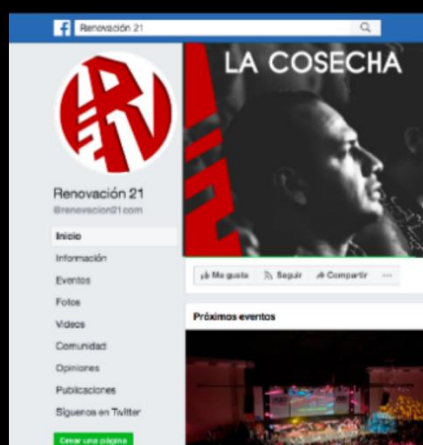 Renovación 21
LA COSECHA
Renovación 21
@renovacion21com
Inicio
Información
Eventos
Fotos
Videos
Comunidad
Opiniones
Publicaciones
Síguenos en Twitter
Crear una página
Me gusta Seguir Compartir ...
Próximos eventos